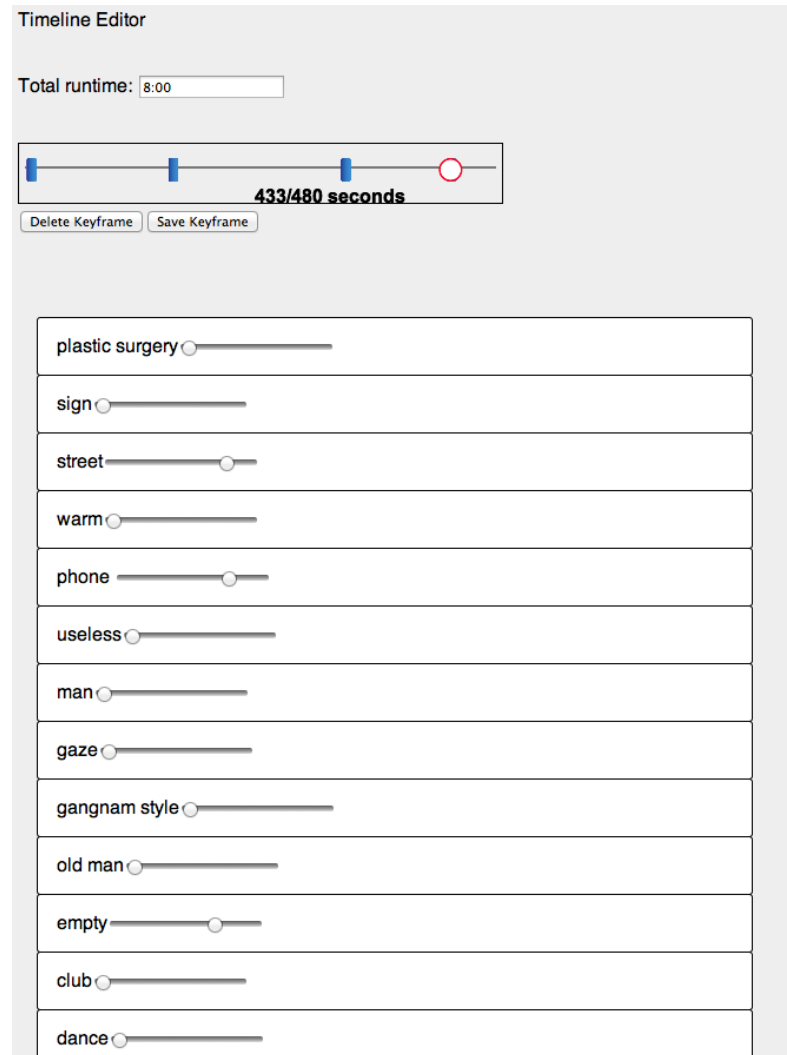 Timeline Editor
Total runtime: 8:00
433/480 seconds
Delete Keyframe Save Keyframe
plastic surgery
sign
street
warm
phone
useless
man
gaze
gangnam style
old man
empty
club
dance